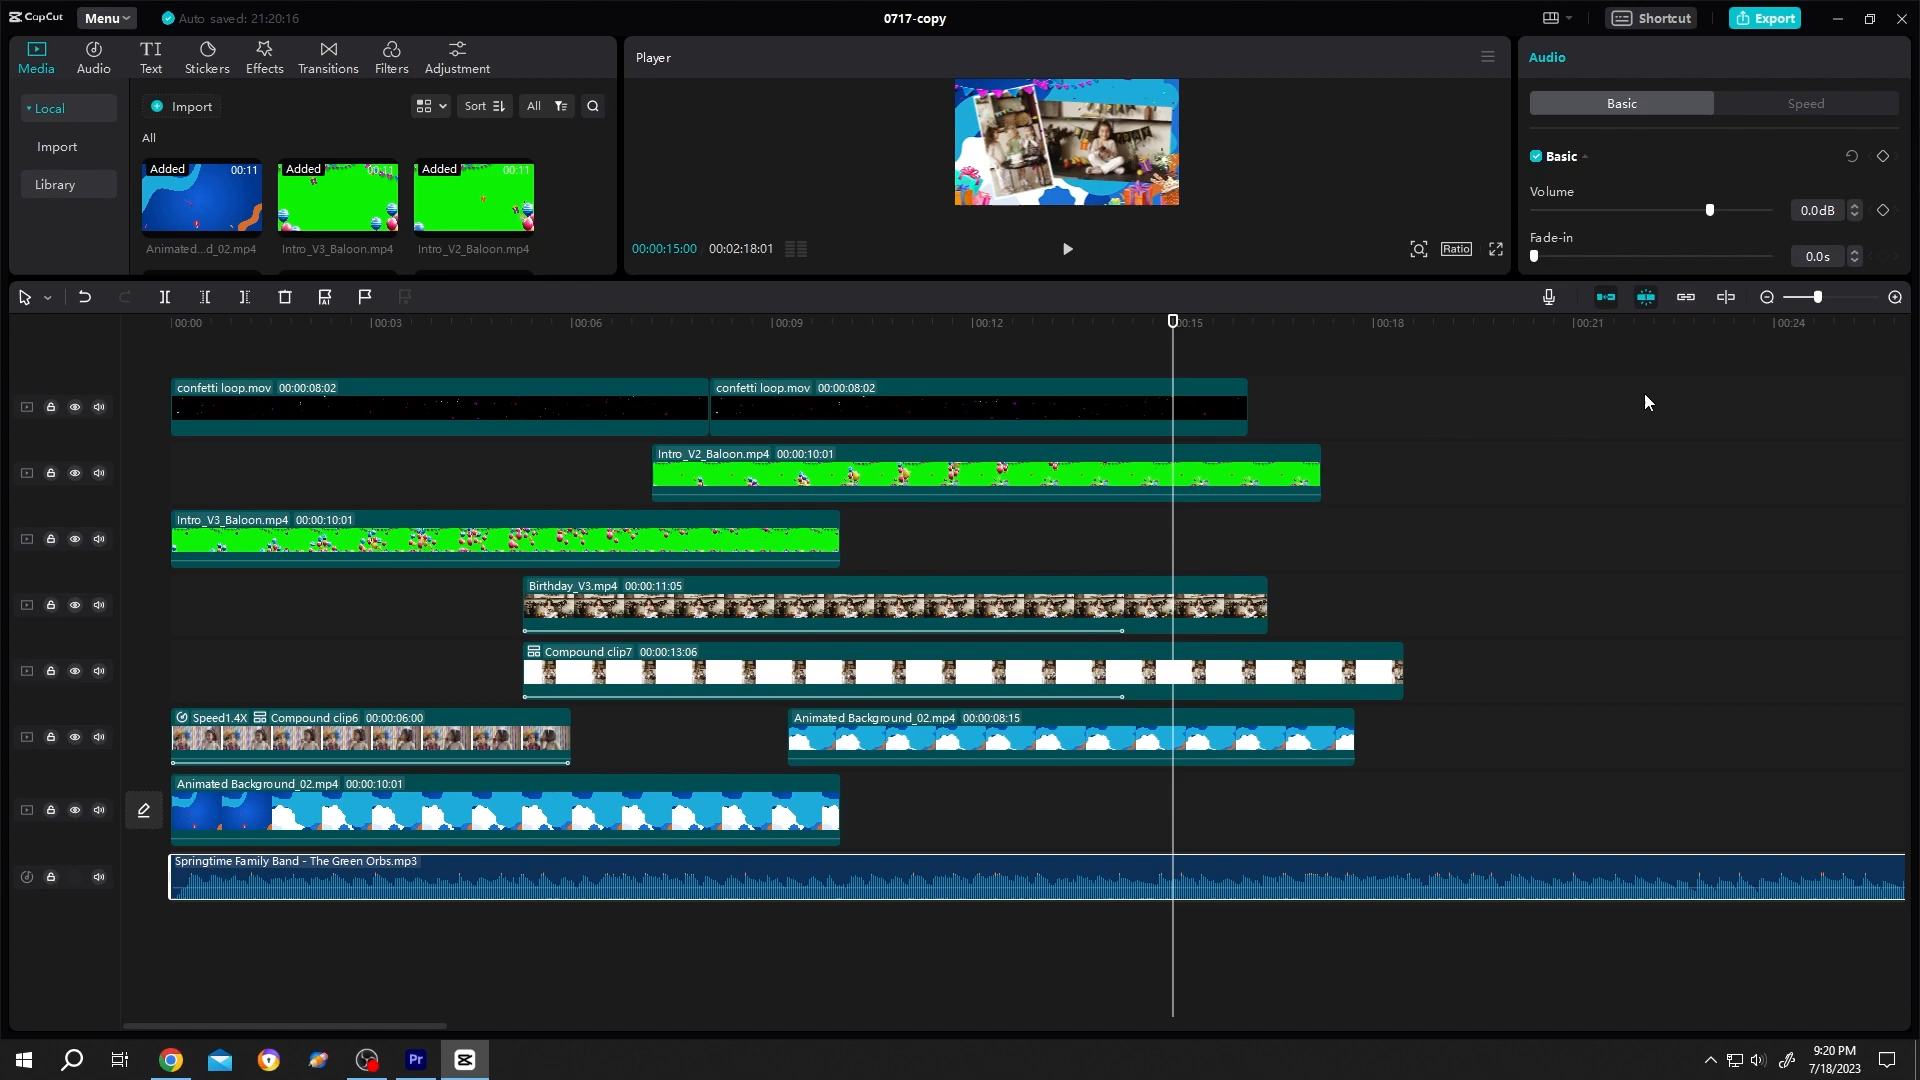 CapCut
Menu
Auto saved: 21:20:16
0717-copy
Shortcut
Export
Media
Audio
Text
Stickers
Effects
Transitions
Filters
Adjustment
Local
Import
Library
Import
Sort
All
All
Added
00:11
Added
00:11
Added
00:11
Animated...d_02.mp4
Intro_V3_Baloon.mp4
Intro_V2_Baloon.mp4
Player
00:00:15:00
00:02:18:01
Ratio
Audio
Basic
Speed
Basic
Volume
0.0dB
Fade-in
0.0s
00:00
00:03
00:06
00:09
00:12
00:15
00:18
00:21
00:24
confetti loop.mov 00:00:08:02
confetti loop.mov 00:00:08:02
Intro_V2_Baloon.mp4 00:00:10:01
Intro_V3_Baloon.mp4 00:00:10:01
Birthday_V3.mp4 00:00:11:05
Compound clip7 00:00:13:06
Speed1.4X Compound clip6 00:00:06:00
Animated Background_02.mp4 00:00:08:15
Animated Background_02.mp4 00:00:10:01
Springtime Family Band - The Green Orbs.mp3
Pr
9:20 PM
7/18/2023